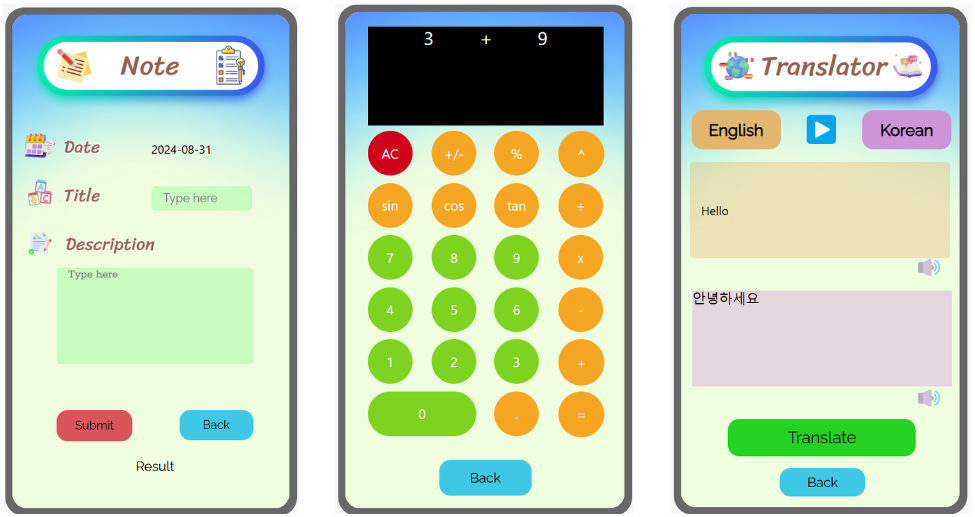 Note
Date
2024-08-31
Title
Type here
Description
Type here
Submit
Back
Result
3 + 9
AC +/- % ^
sin cos tan ÷
7 8 9 x
4 5 6 -
1 2 3 +
0 . =
Back
Translator
English
Korean
Hello
안녕하세요
Translate
Back